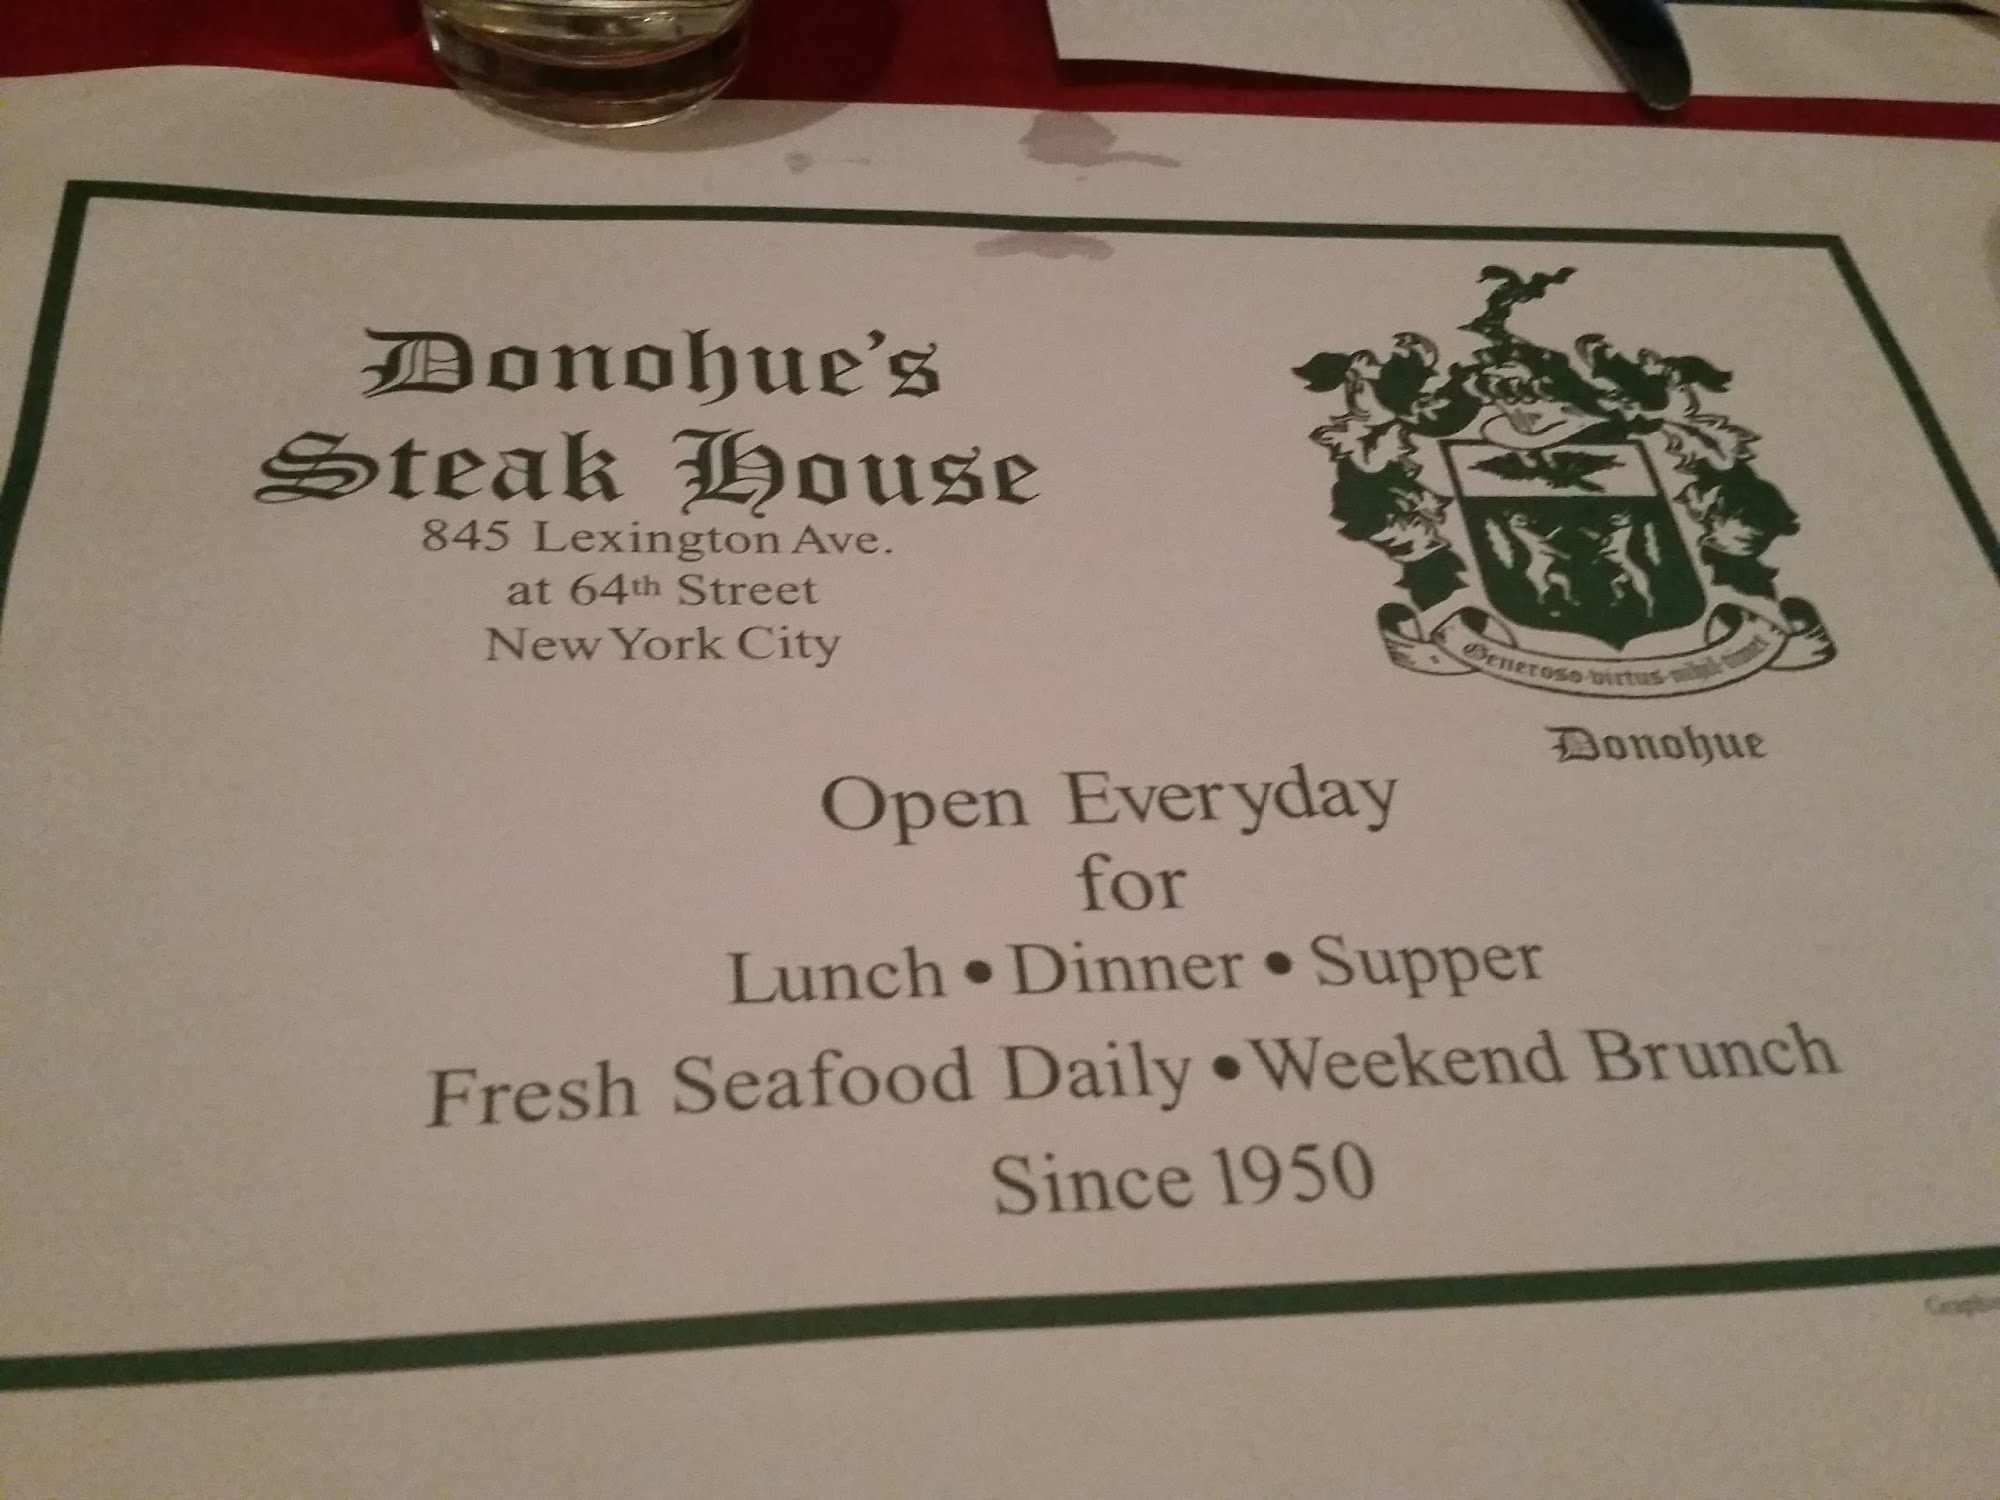 Donohue's
Steak House
845 Lexington Ave.
at 64th Street
New York City
Generoso virtus nihil timet
Donohue
Open Everyday
for
Lunch • Dinner • Supper
Fresh Seafood Daily • Weekend Brunch
Since 1950